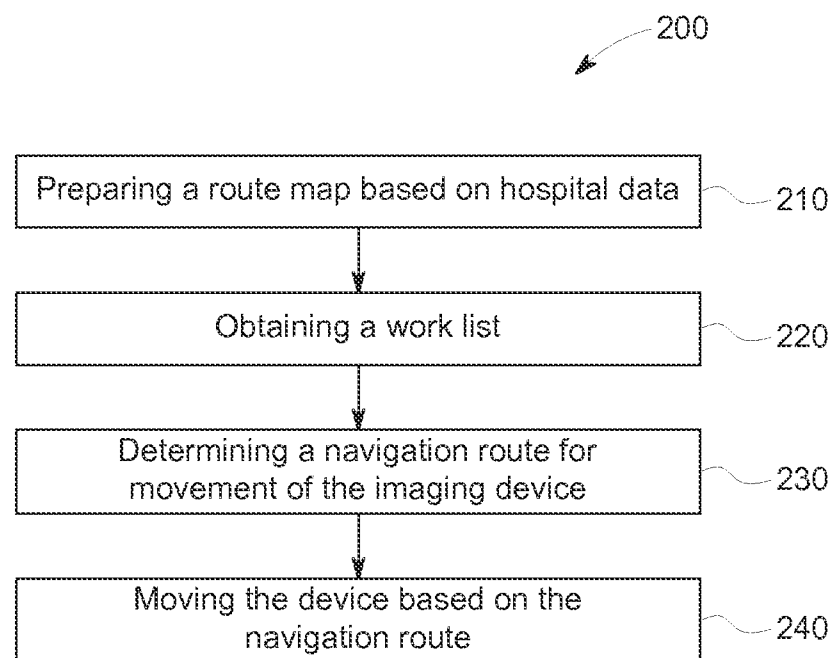 200
Preparing a route map based on hospital data
210
Obtaining a work list
220
Determining a navigation route for
movement of the imaging device
230
Moving the device based on the
navigation route
240